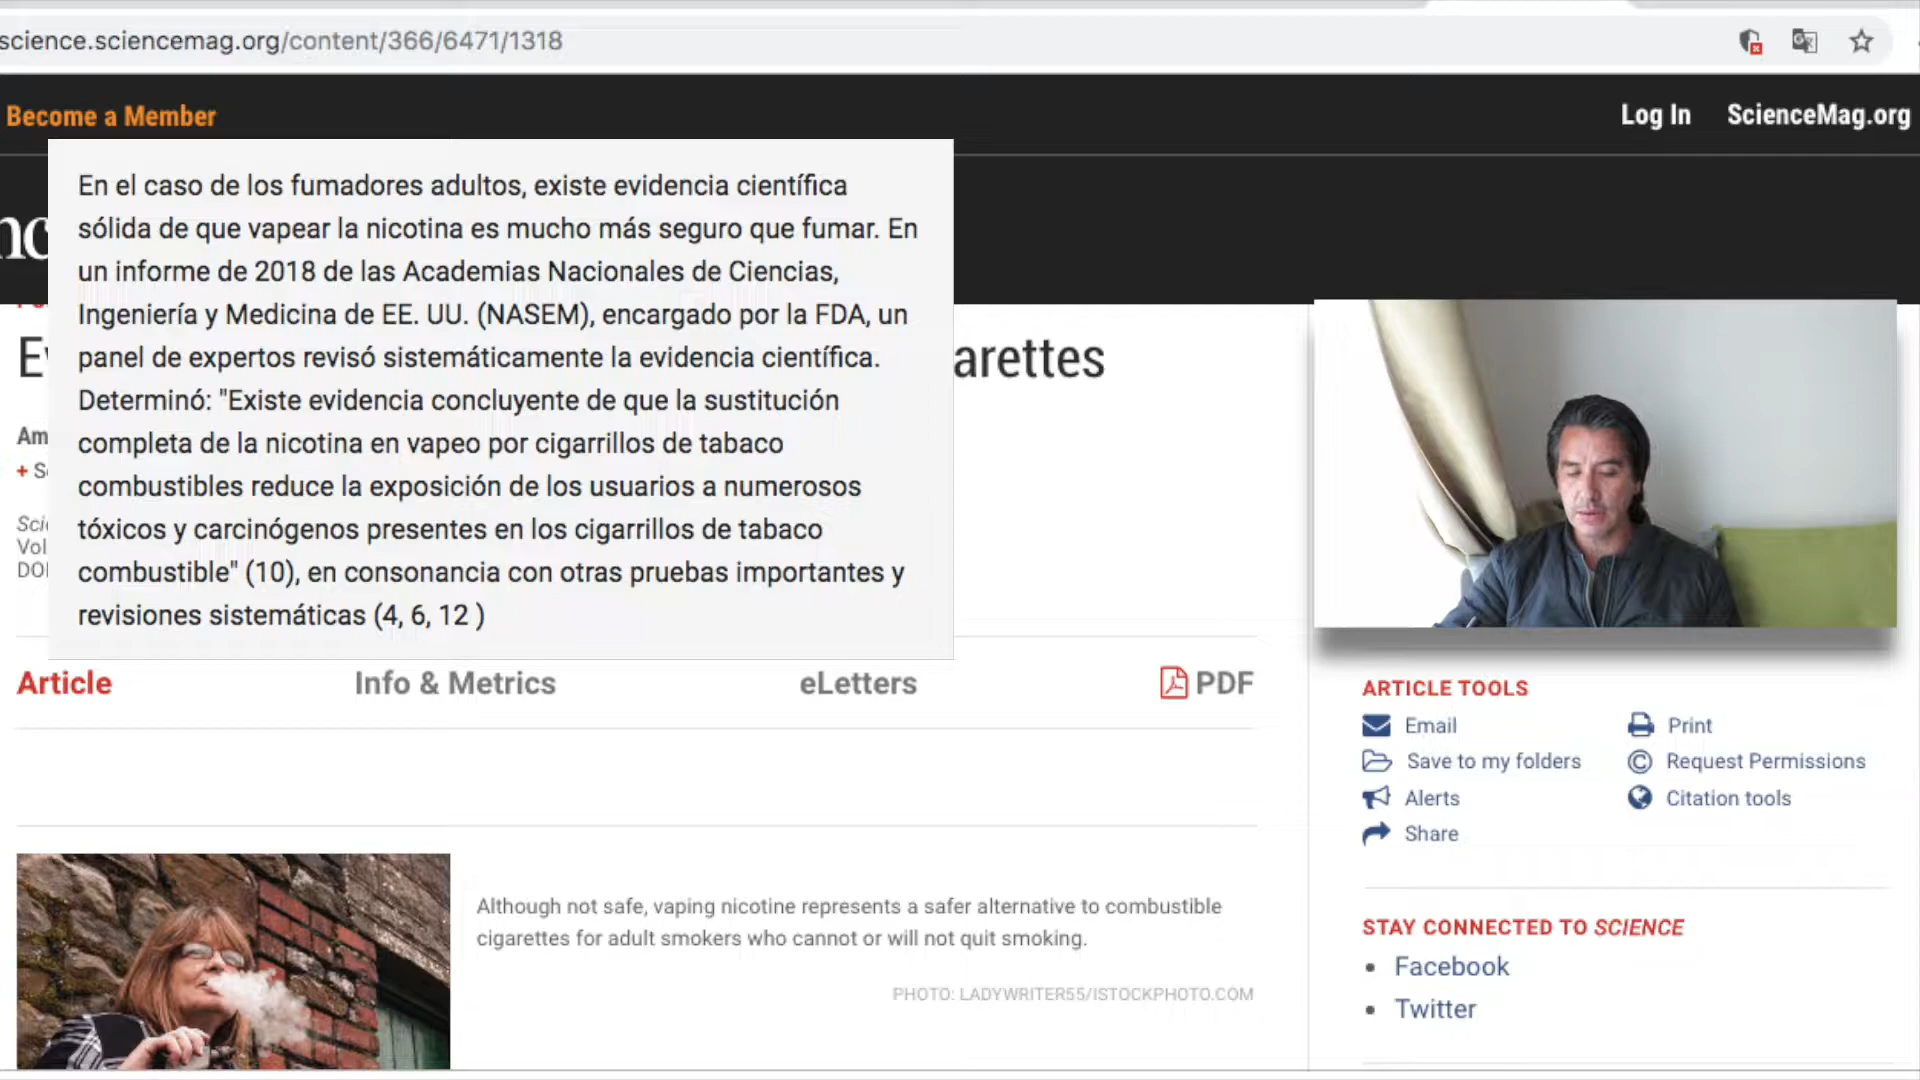 science.sciencemag.org/content/366/6471/1318
Become a Member
Log In
ScienceMag.org
En el caso de los fumadores adultos, existe evidencia científica
sólida de que vapear la nicotina es mucho más seguro que fumar. En
un informe de 2018 de las Academias Nacionales de Ciencias,
Ingeniería y Medicina de EE. UU. (NASEM), encargado por la FDA, un
panel de expertos revisó sistemáticamente la evidencia científica.
Determinó: "Existe evidencia concluyente de que la sustitución
completa de la nicotina en vapeo por cigarrillos de tabaco
combustibles reduce la exposición de los usuarios a numerosos
tóxicos y carcinógenos presentes en los cigarrillos de tabaco
combustible" (10), en consonancia con otras pruebas importantes y
revisiones sistemáticas (4, 6, 12 )
arettes
Am
+ S
Sci
Vol
DOI
Article
Info & Metrics
eLetters
PDF
Although not safe, vaping nicotine represents a safer alternative to combustible
cigarettes for adult smokers who cannot or will not quit smoking.
PHOTO: LADYWRITER55/ISTOCKPHOTO.COM
ARTICLE TOOLS
Email
Print
Save to my folders
Request Permissions
Alerts
Citation tools
Share
STAY CONNECTED TO SCIENCE
Facebook
Twitter